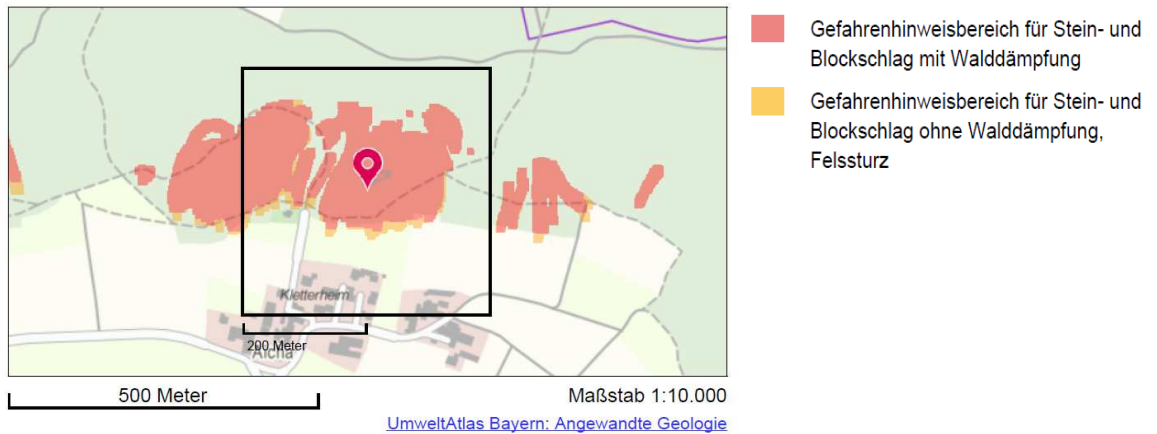 Gefahrenhinweisbereich für Stein- und
Blockschlag mit Walddämpfung
Gefahrenhinweisbereich für Stein- und
Blockschlag ohne Walddämpfung,
Felssturz
Kletterheim
200 Meter
Aicha
500 Meter
Maßstab 1:10.000
UmweltAtlas Bayern: Angewandte Geologie